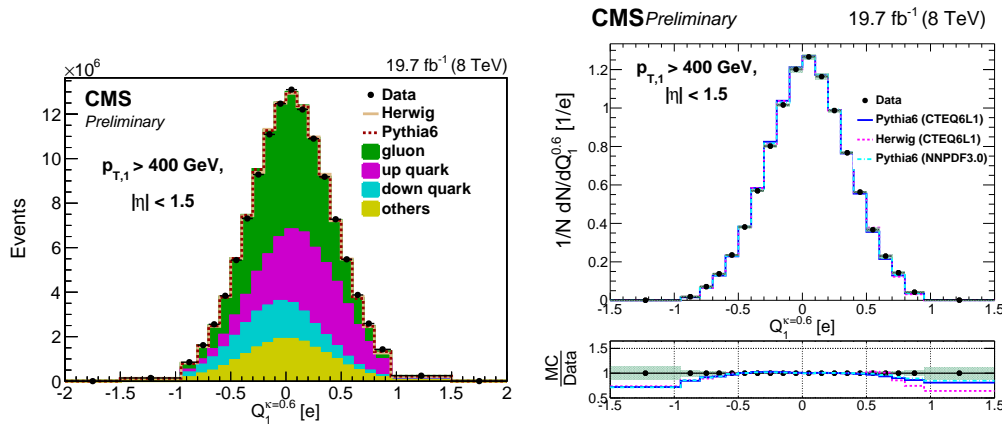 ×10⁶
19.7 fb⁻¹ (8 TeV)
CMS
Preliminary
p_T,1 > 400 GeV,
|η| < 1.5
Data
Herwig
Pythia6
gluon
up quark
down quark
others
Events
12
10
8
6
4
2
0
-2 -1.5 -1 -0.5 0 0.5 1 1.5 2
Q₁^κ=0.6 [e]
CMS Preliminary 19.7 fb⁻¹ (8 TeV)
p_T,1 > 400 GeV,
|η| < 1.5
Data
Pythia6 (CTEQ6L1)
Herwig (CTEQ6L1)
Pythia6 (NNPDF3.0)
1/N dN/dQ₁^0.6 [1/e]
1.2
1
0.8
0.6
0.4
0.2
0
-1.5 -1 -0.5 0 0.5 1 1.5
Q₁^κ=0.6 [e]
MC
Data
1.5
1
0.5
-1.5 -1 -0.5 0 0.5 1 1.5